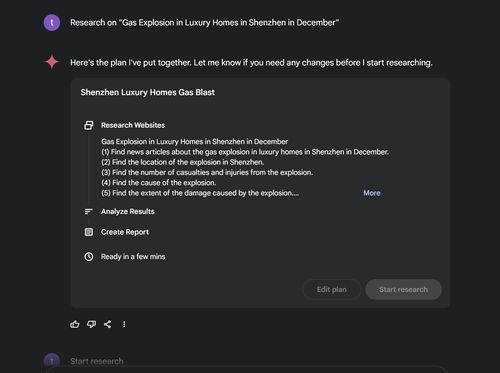 t
Research on "Gas Explosion in Luxury Homes in Shenzhen in December"
Here's the plan I've put together. Let me know if you need any changes before I start researching.
Shenzhen Luxury Homes Gas Blast
Research Websites
Gas Explosion in Luxury Homes in Shenzhen in December
(1) Find news articles about the gas explosion in luxury homes in Shenzhen in December.
(2) Find the location of the explosion in Shenzhen.
(3) Find the number of casualties and injuries from the explosion.
(4) Find the cause of the explosion.
(5) Find the extent of the damage caused by the explosion....
More
Analyze Results
Create Report
Ready in a few mins
Edit plan
Start research
t
Start research